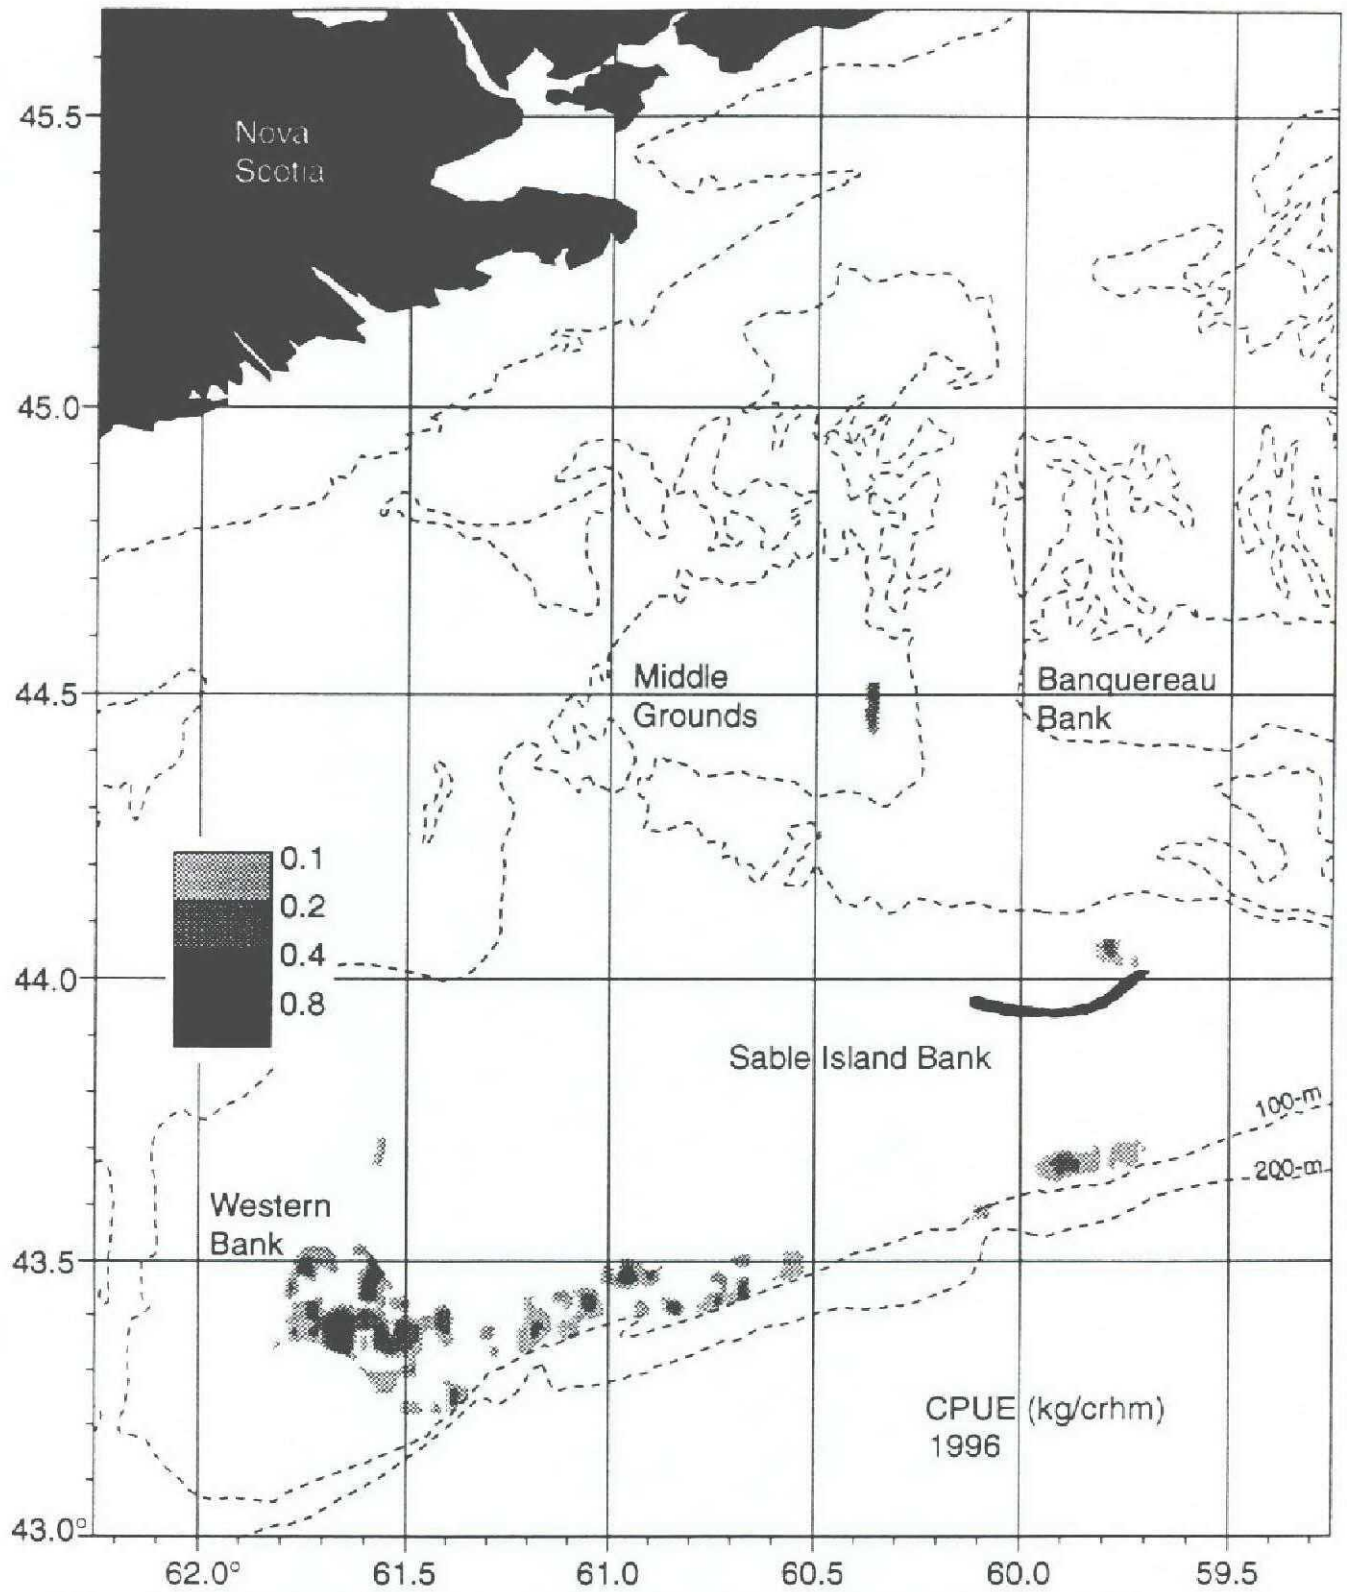 45.5
Nova
Scotia
45.0
Middle
Grounds
44.5
Banquereau
Bank
0.1
0.2
0.4
0.8
44.0
Sable Island Bank
100-m
200-m
Western
Bank
43.5
CPUE (kg/crhm)
1996
43.0°
62.0° 61.5 61.0 60.5 60.0 59.5